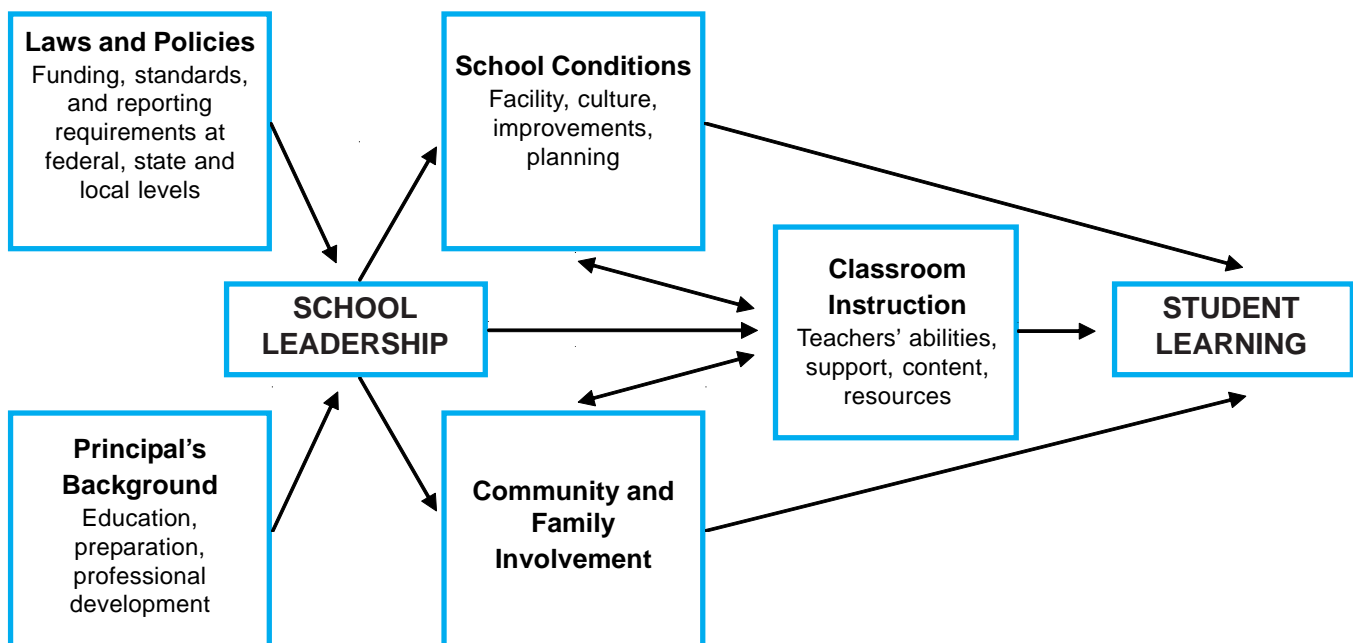 Laws and Policies
Funding, standards,
and reporting
requirements at
federal, state and
local levels
School Conditions
Facility, culture,
improvements,
planning
SCHOOL
LEADERSHIP
Classroom
Instruction
Teachers’ abilities,
support, content,
resources
STUDENT
LEARNING
Principal’s
Background
Education,
preparation,
professional
development
Community and
Family
Involvement